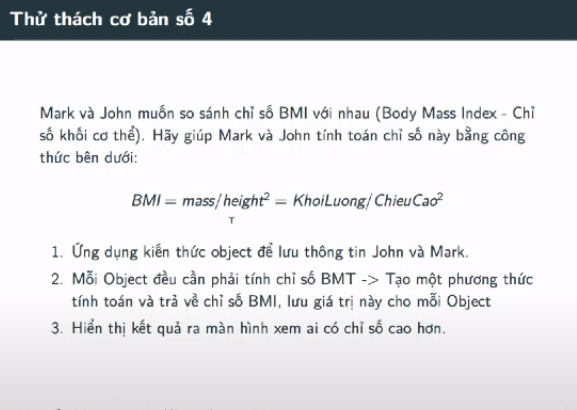 Thử thách cơ bản số 4
Mark và John muốn so sánh chỉ số BMI với nhau (Body Mass Index - Chỉ
số khối cơ thể). Hãy giúp Mark và John tính toán chỉ số này bằng công
thức bên dưới:
BMI = mass/height² = KhoiLuong/ChieuCao²
1. Ứng dụng kiến thức object để lưu thông tin John và Mark.
2. Mỗi Object đều cần phải tính chỉ số BMT -> Tạo một phương thức
tính toán và trả về chỉ số BMI, lưu giá trị này cho mỗi Object
3. Hiển thị kết quả ra màn hình xem ai có chỉ số cao hơn.